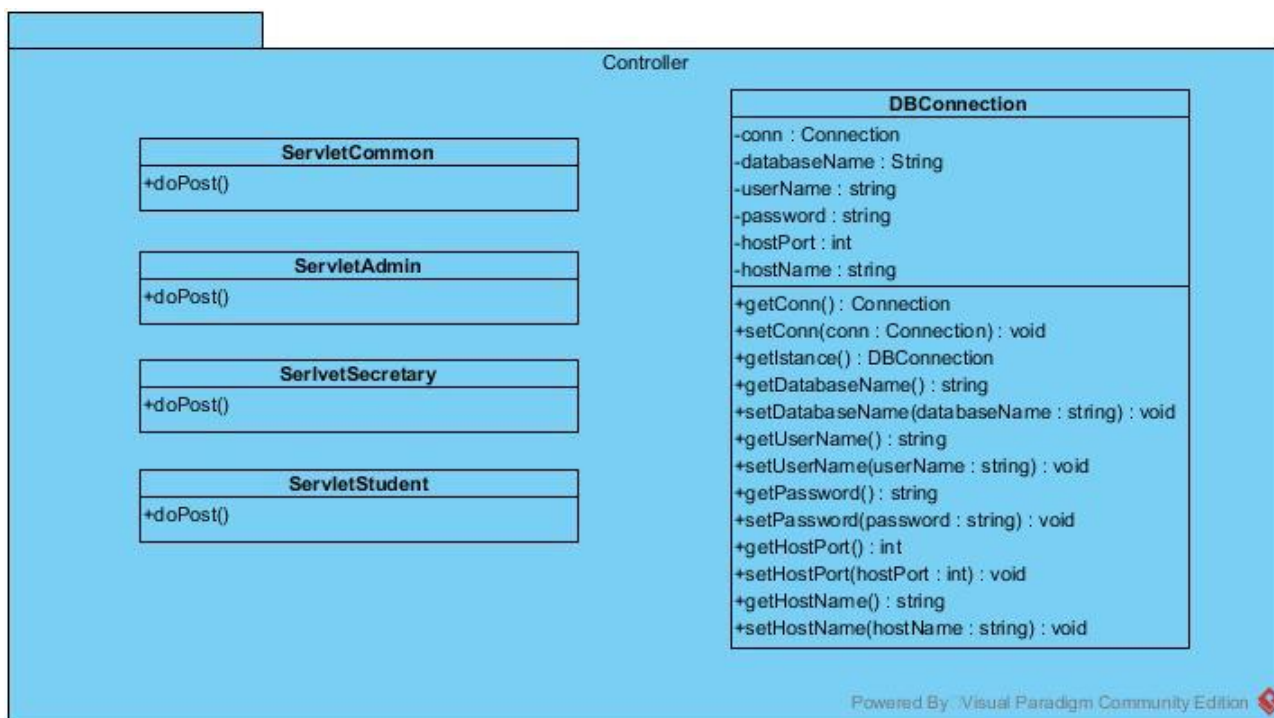 Controller
ServletCommon
+doPost()
ServletAdmin
+doPost()
SerlvetSecretary
+doPost()
ServletStudent
+doPost()
DBConnection
-conn : Connection
-databaseName : String
-userName : string
-password : string
-hostPort : int
-hostName : string
+getConn() : Connection
+setConn(conn : Connection) : void
+getIstance() : DBConnection
+getDatabaseName() : string
+setDatabaseName(databaseName : string) : void
+getUserName() : string
+setUserName(userName : string) : void
+getPassword() : string
+setPassword(password : string) : void
+getHostPort() : int
+setHostPort(hostPort : int) : void
+getHostName() : string
+setHostName(hostName : string) : void
Powered By Visual Paradigm Community Edition